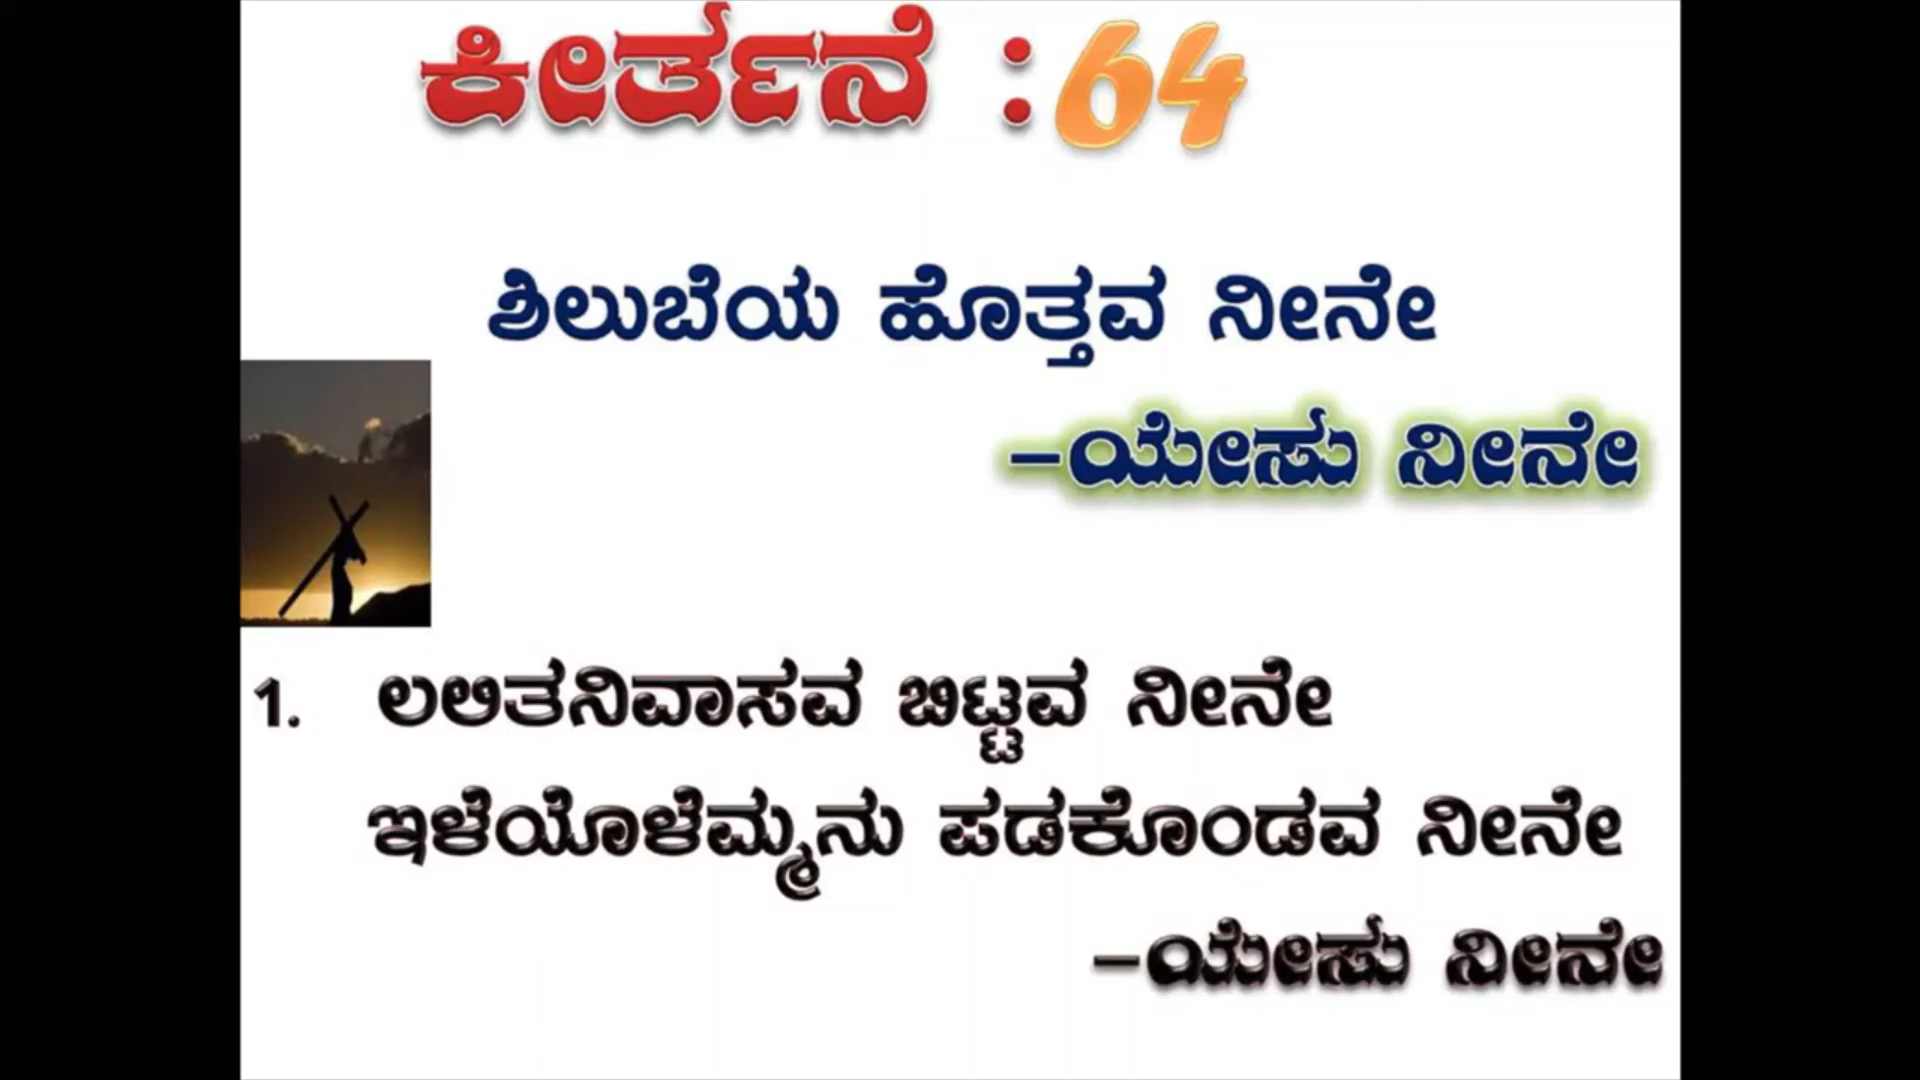 ಕೀರ್ತನೆ : 64
ಶಿಲುಬೆಯ ಹೊತ್ತವ ನೀನೇ
–ಯೇಸು ನೀನೇ
1. ಲಲಿತನಿವಾಸವ ಬಿಟ್ಟವ ನೀನೇ
ಇಳೆಯೊಳೆಮ್ಮನು ಪಡಕೊಂಡವ ನೀನೇ
–ಯೇಸು ನೀನೇ